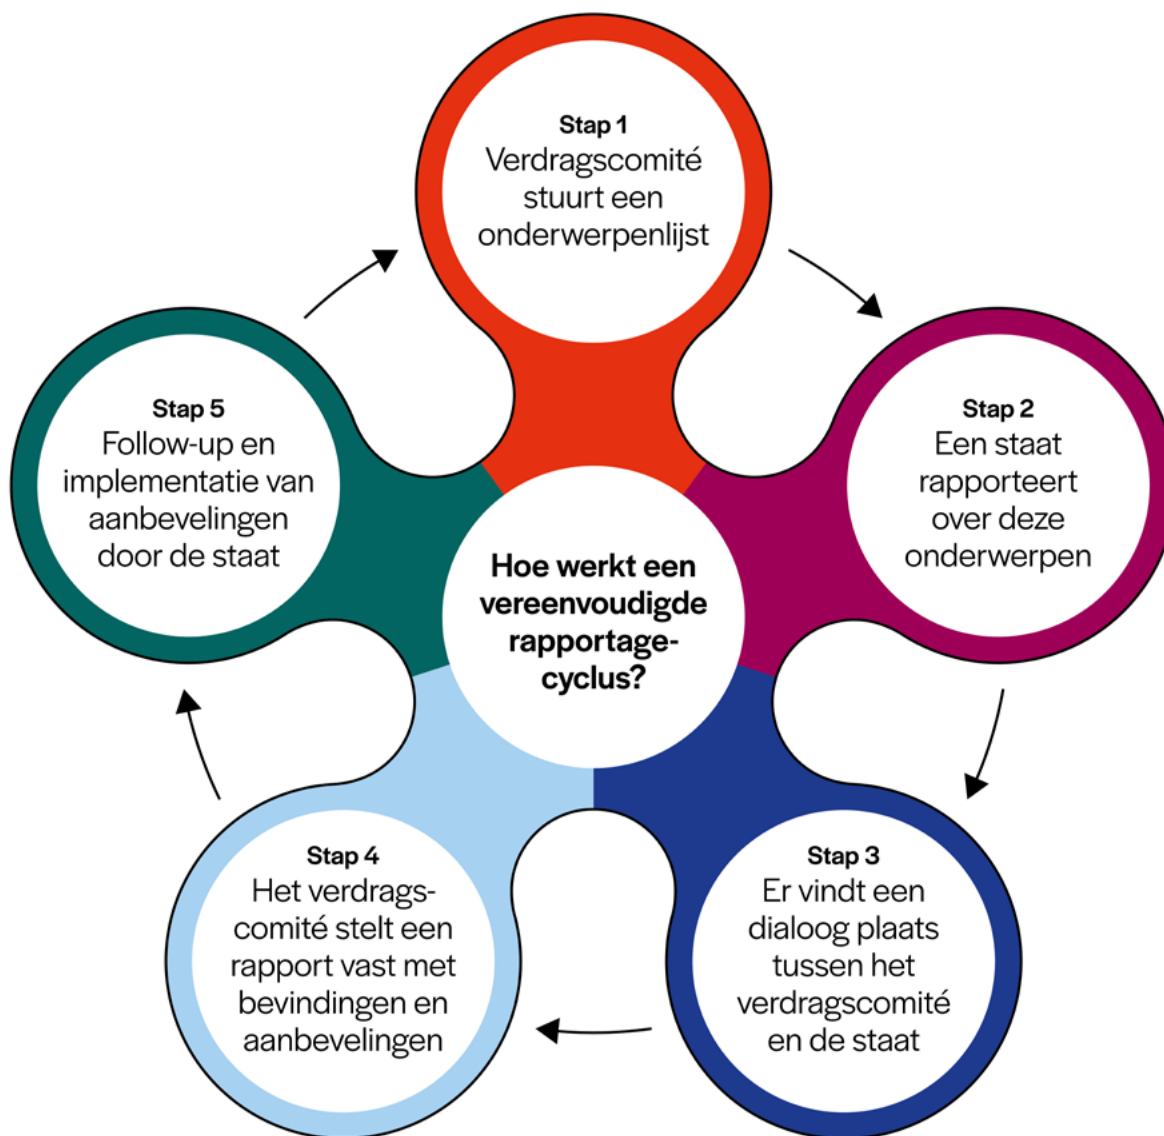 Stap 1
Verdragscomité
stuurt een
onderwerpenlijst
Stap 2
Een staat
rapporteert
over deze
onderwerpen
Stap 3
Er vindt een
dialoog plaats
tussen het
verdragscomité
en de staat
Stap 4
Het verdrags-
comité stelt een
rapport vast met
bevindingen en
aanbevelingen
Stap 5
Follow-up en
implementatie van
aanbevelingen
door de staat
Hoe werkt een
vereenvoudigde
rapportage-
cyclus?